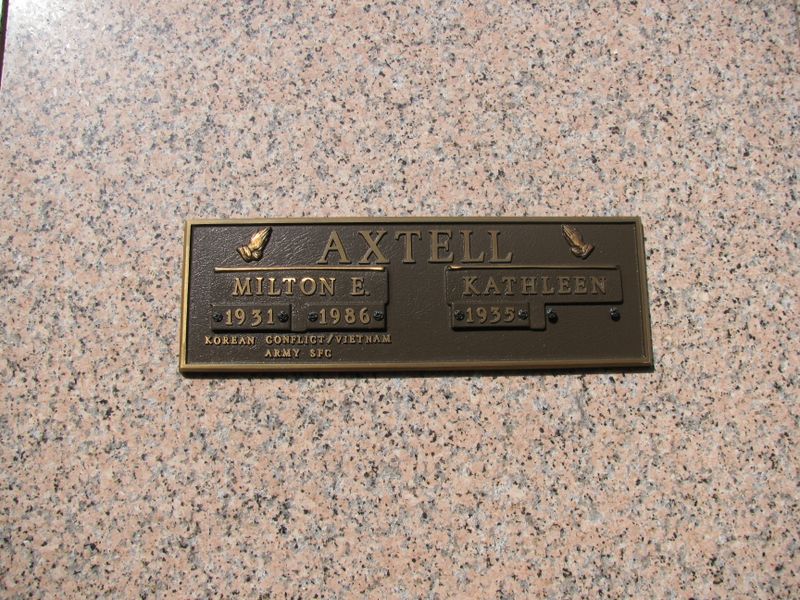 AXTELL
MILTON E. KATHLEEN
1931 1986 1935
KOREAN CONFLICT/VIETNAM
ARMY SFC